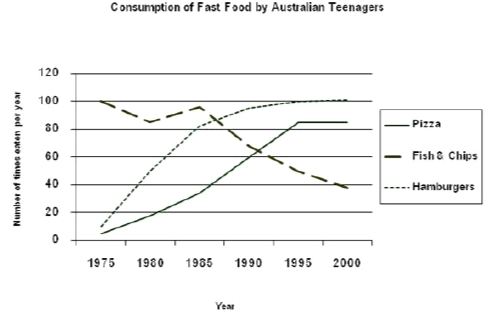 Consumption of Fast Food by Australian Teenagers
Number of times eaten per year
120
100
80
60
40
20
0
1975 1980 1985 1990 1995 2000
Year
Pizza
Fish & Chips
Hamburgers